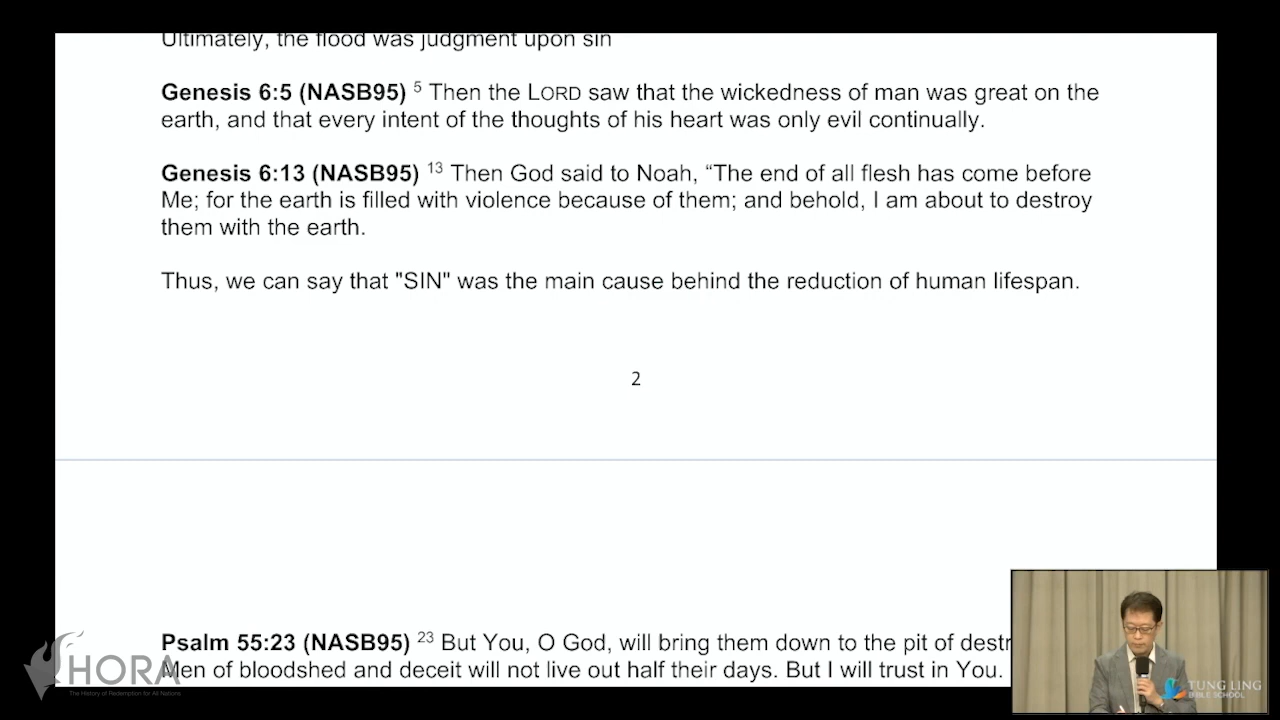 Ultimately, the flood was judgment upon sin
Genesis 6:5 (NASB95) 5 Then the LORD saw that the wickedness of man was great on the
earth, and that every intent of the thoughts of his heart was only evil continually.
Genesis 6:13 (NASB95) 13 Then God said to Noah, “The end of all flesh has come before
Me; for the earth is filled with violence because of them; and behold, I am about to destroy
them with the earth.
Thus, we can say that "SIN" was the main cause behind the reduction of human lifespan.
2
Psalm 55:23 (NASB95) 23 But You, O God, will bring them down to the pit of destr
Men of bloodshed and deceit will not live out half their days. But I will trust in You.
HORA
The History of Redemption for All Nations
TUNG LING
BIBLE SCHOOL